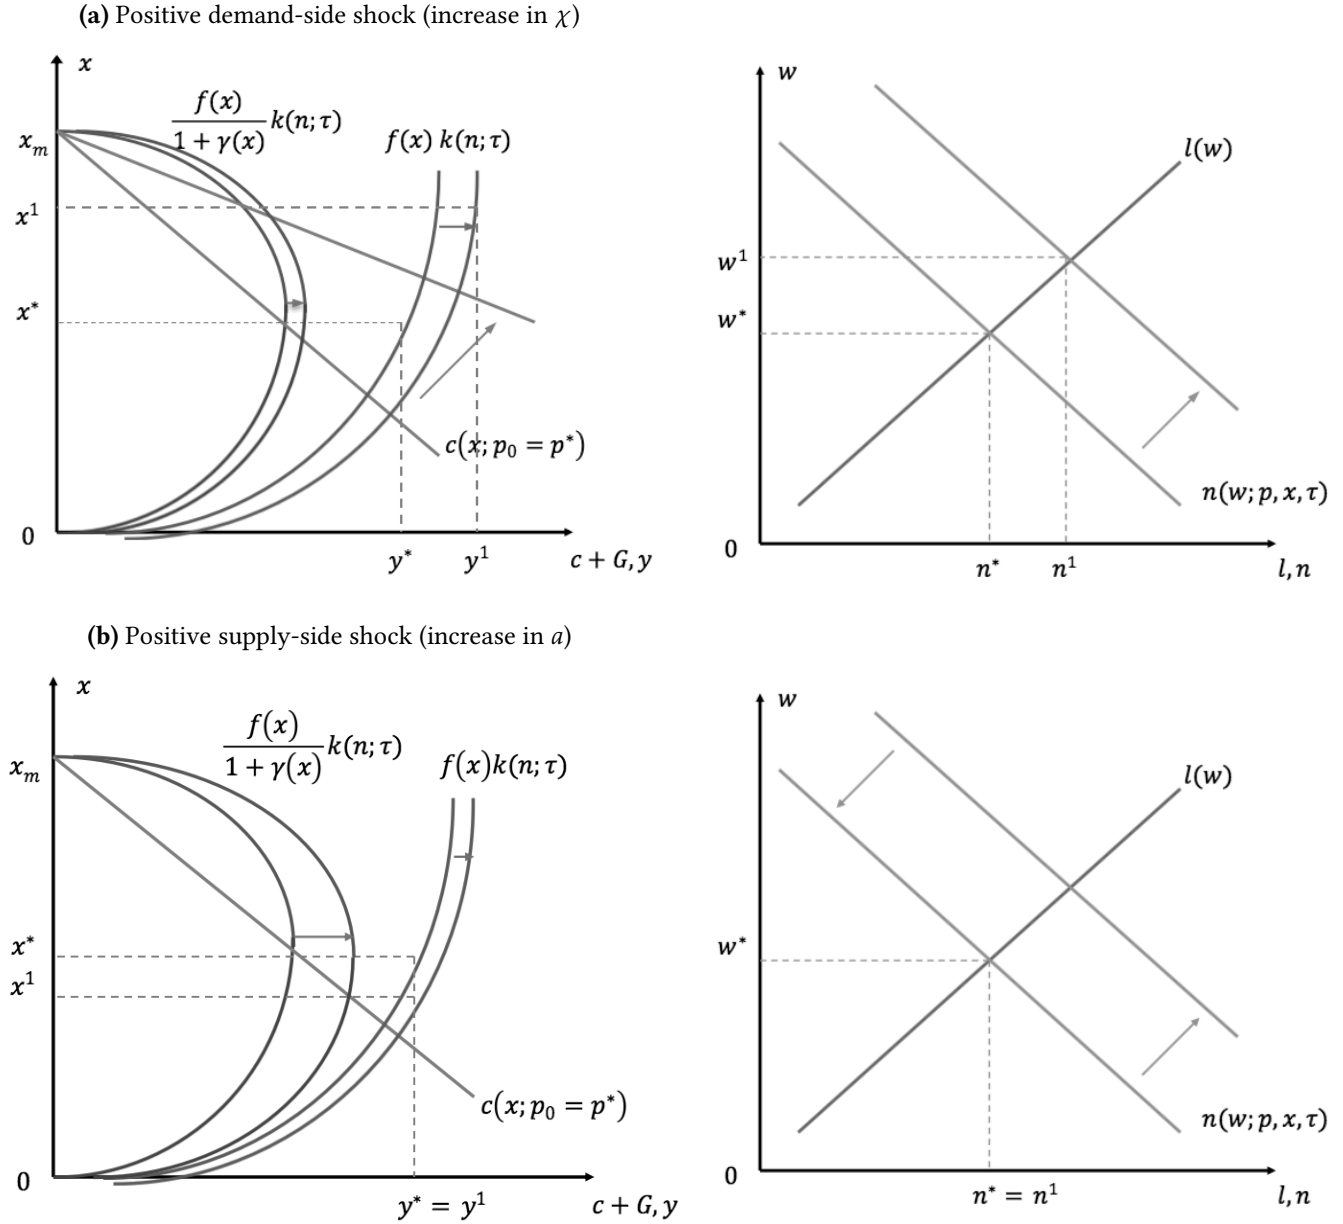 (a) Positive demand-side shock (increase in χ)
x
f(x)
1 + γ(x)
k(n; τ)
f(x) k(n; τ)
x_m
x^1
x^*
c(x; p_0 = p^*)
0
y^*
y^1
c + G, y
w
l(w)
w^1
w^*
n(w; p, x, τ)
0
n^*
n^1
l, n
(b) Positive supply-side shock (increase in a)
x
f(x)
1 + γ(x)
k(n; τ)
f(x)k(n; τ)
x_m
x^*
x^1
c(x; p_0 = p^*)
0
y^* = y^1
c + G, y
w
l(w)
w^*
n(w; p, x, τ)
0
n^* = n^1
l, n